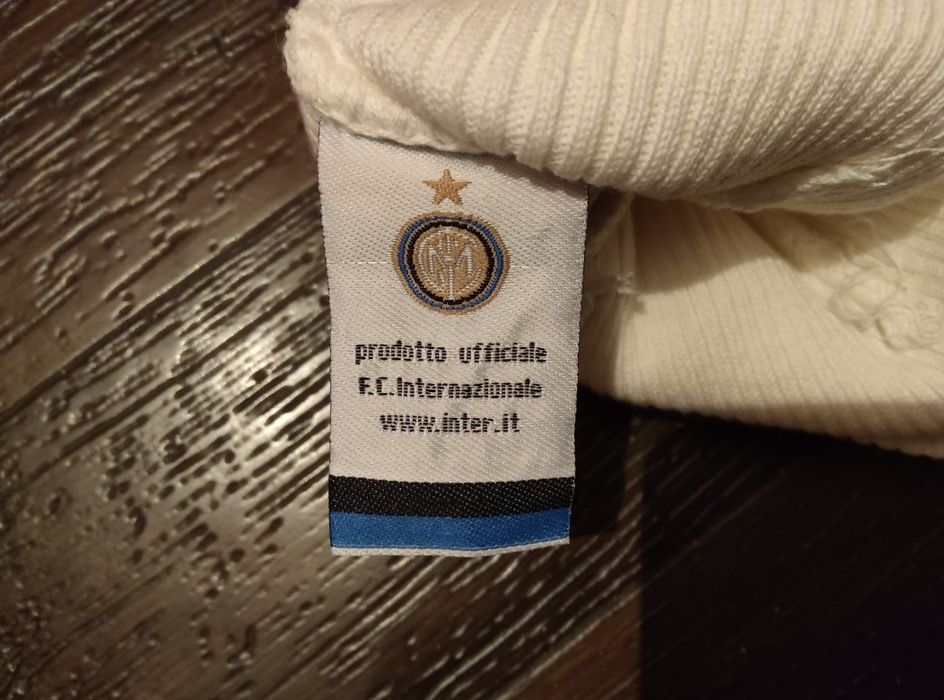 prodotto ufficiale
F.C.Internazionale
www.inter.it